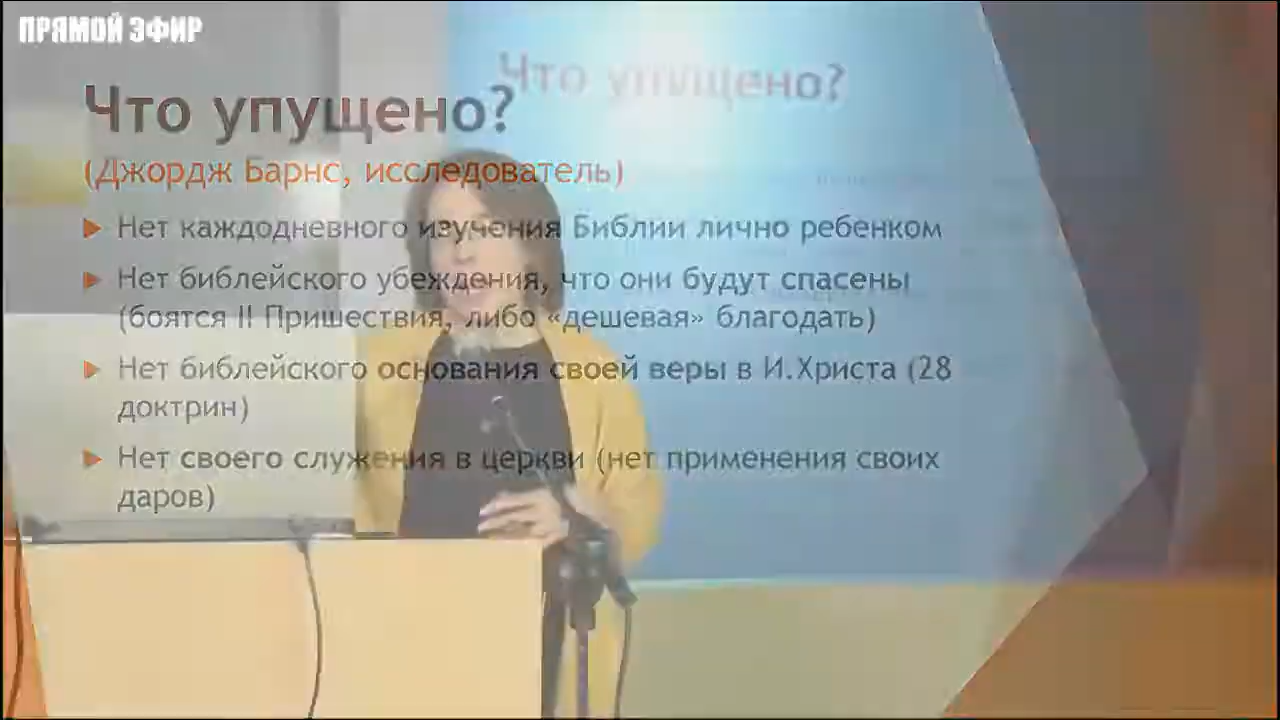 ПРЯМОЙ ЭФИР
Что упущено?
Что упущено?
(Джордж Барнс, исследователь)
Нет каждодневного изучения Библии лично ребенком
Нет библейского убеждения, что они будут спасены
(боятся II Пришествия, либо «дешевая» благодать)
Нет библейского основания своей веры в И.Христа (28
доктрин)
Нет своего служения в церкви (нет применения своих
даров)